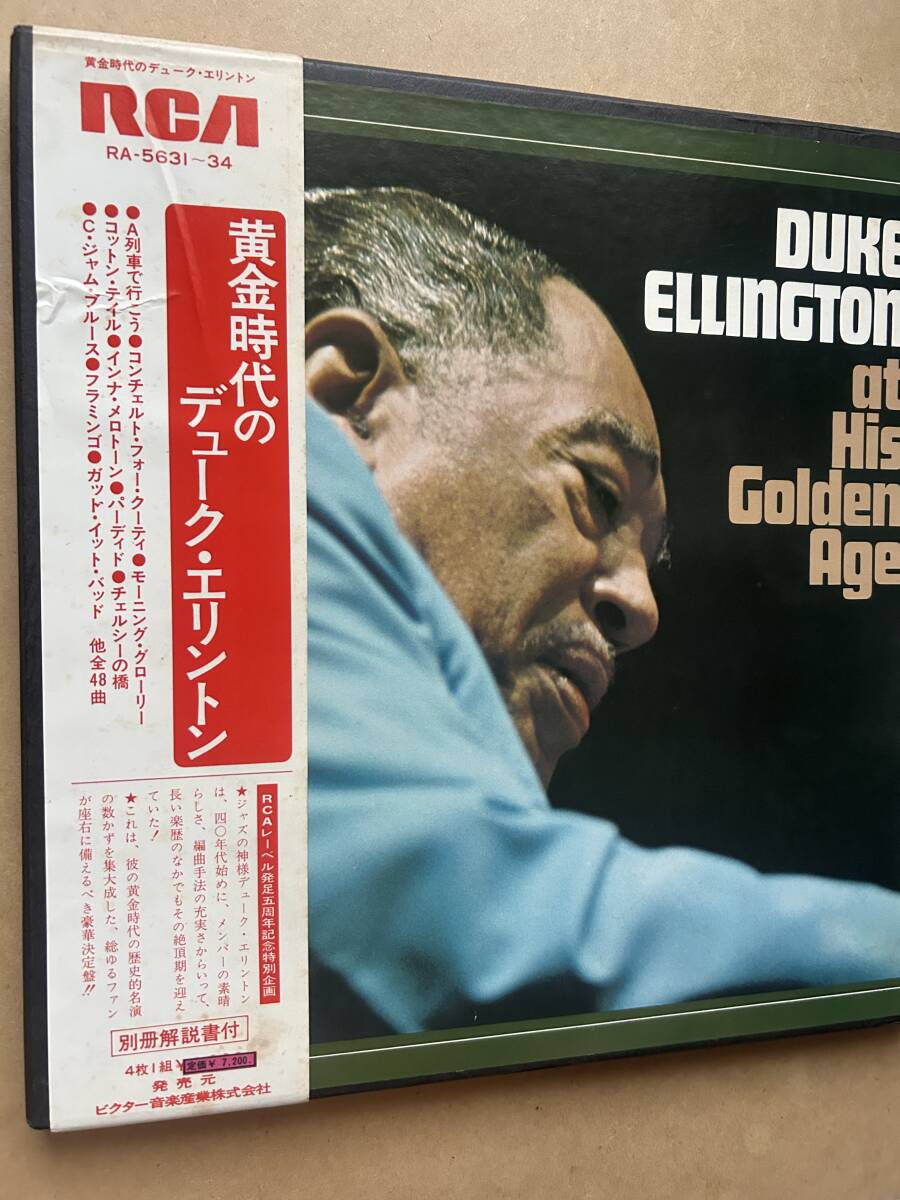 黄金時代のデューク・エリントン
RCA
RA-5631~34
黄金時代の
デューク・エリントン
●A列車で行こう●コンチェルト・フォー・クーティ●モーニング・グローリー
●コットン・テイル●イン・ナ・メロトーン●パーディド●チェルシーの橋
●C・ジャム・ブルース●フラミンゴ●ガット・イット・バッド 他全48曲
RCAレーベル発足五周年記念特別企画
★ジャズの神様デューク・エリントン
は、四〇年代始めに、メンバーの素晴
らしさ、編曲手法の充実さからいって、
長い楽歴のなかでもその絶頂期を迎え
ていた!
★これは、彼の黄金時代の歴史的名演
の数かずを集大成した、総ゆるファン
が座右に備えるべき豪華決定盤!!
別冊解説書付
4枚1組¥
定価¥ 7,200.
発売元
ビクター音楽産業株式会社
DUKE
ELLINGTON
at
His
Golden
Age